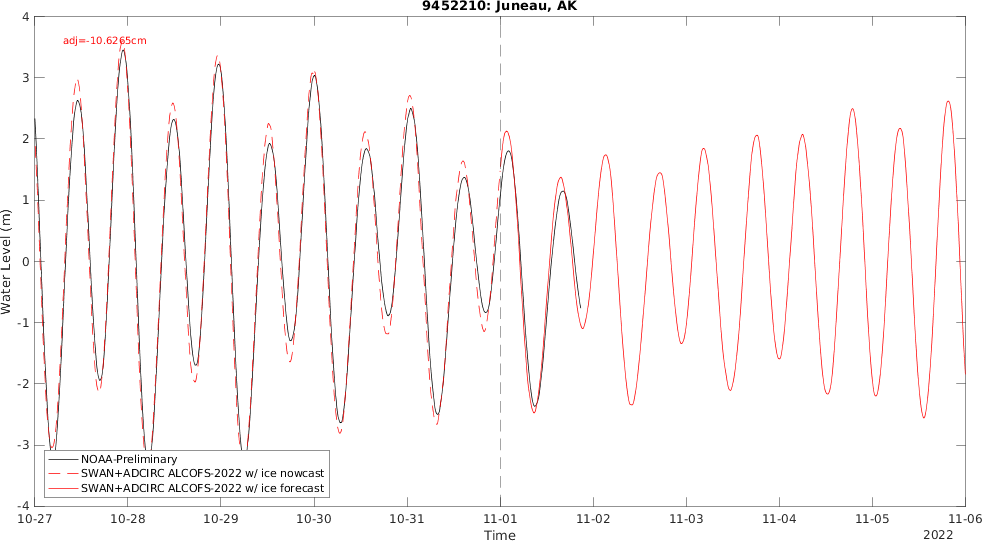 9452210: Juneau, AK
adj=-10.6265cm
4
3
2
1
0
-1
-2
-3
-4
Water Level (m)
NOAA-Preliminary
SWAN+ADCIRC ALCOFS-2022 w/ ice nowcast
SWAN+ADCIRC ALCOFS-2022 w/ ice forecast
10-27 10-28 10-29 10-30 10-31 11-01 11-02 11-03 11-04 11-05 11-06
Time
2022